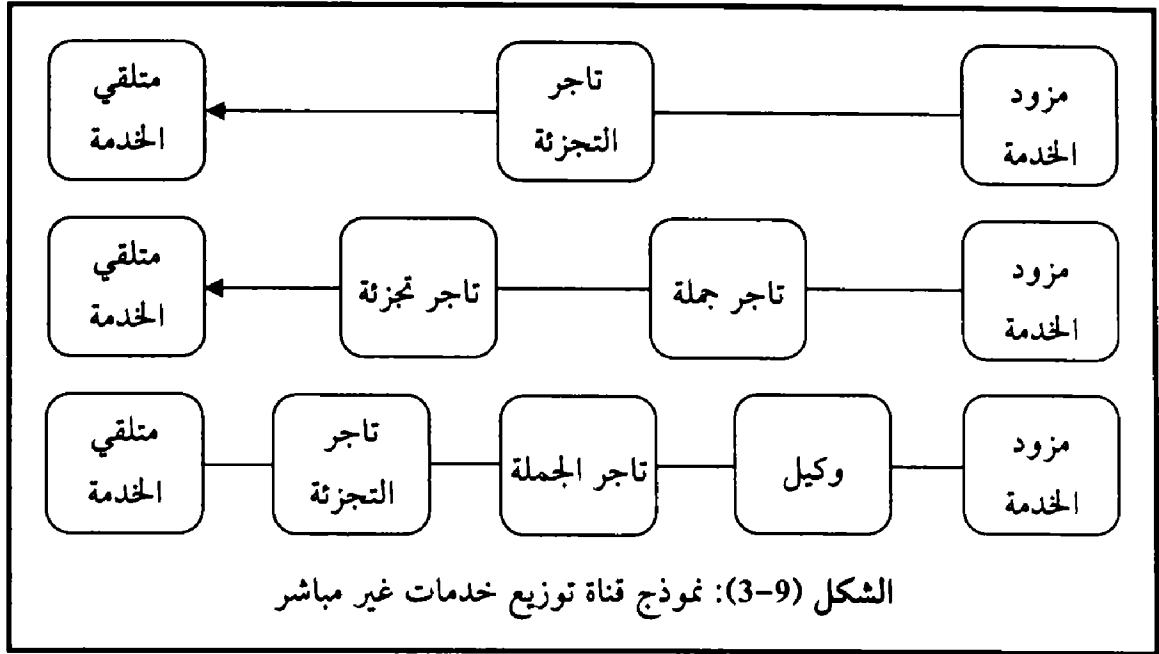 مزود
الخدمة
تاجر
التجزئة
متلقي
الخدمة
مزود
الخدمة
تاجر جملة
تاجر تجزئة
متلقي
الخدمة
مزود
الخدمة
وكيل
تاجر الجملة
تاجر
التجزئة
متلقي
الخدمة
الشكل (9-3): نموذج قناة توزيع خدمات غير مباشر